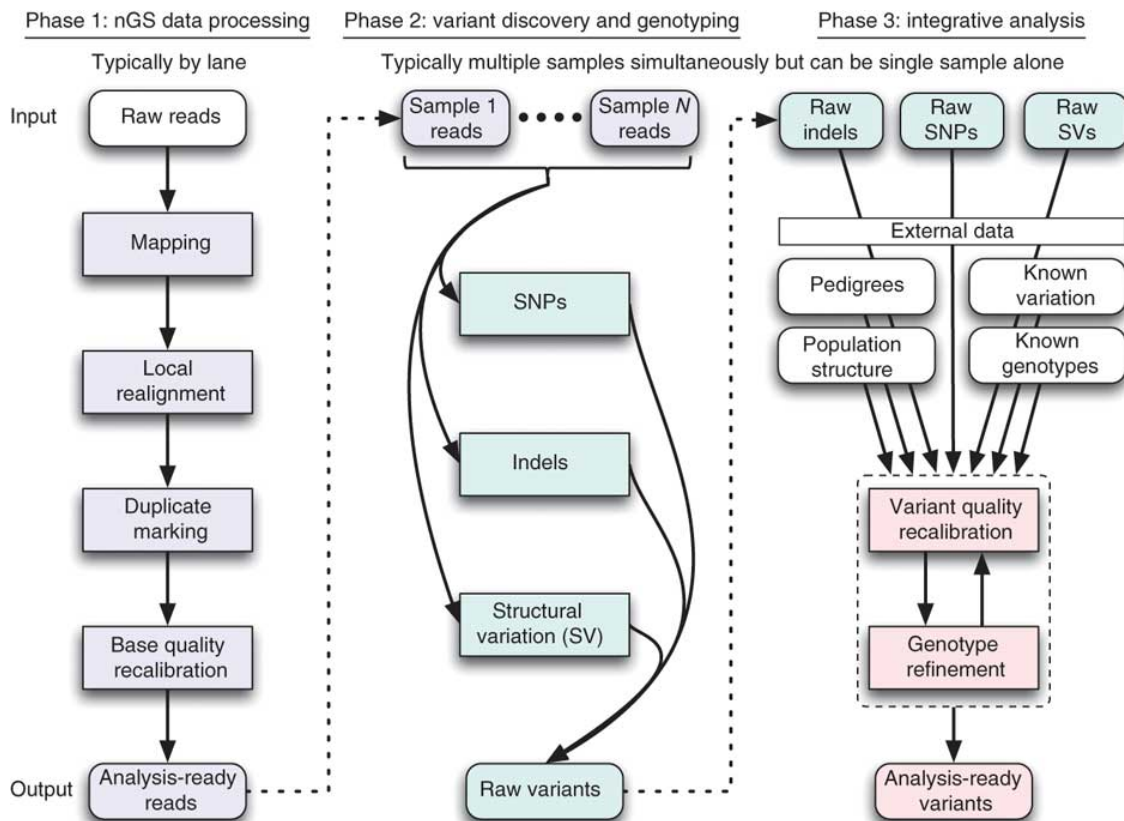 Phase 1: nGS data processing
Typically by lane
Input
Raw reads
Mapping
Local
realignment
Duplicate
marking
Base quality
recalibration
Output
Analysis-ready
reads
Phase 2: variant discovery and genotyping
Typically multiple samples simultaneously but can be single sample alone
Sample 1
reads
Sample N
reads
SNPs
Indels
Structural
variation (SV)
Raw variants
Phase 3: integrative analysis
Raw
indels
Raw
SNPs
Raw
SVs
External data
Pedigrees
Known
variation
Population
structure
Known
genotypes
Variant quality
recalibration
Genotype
refinement
Analysis-ready
variants